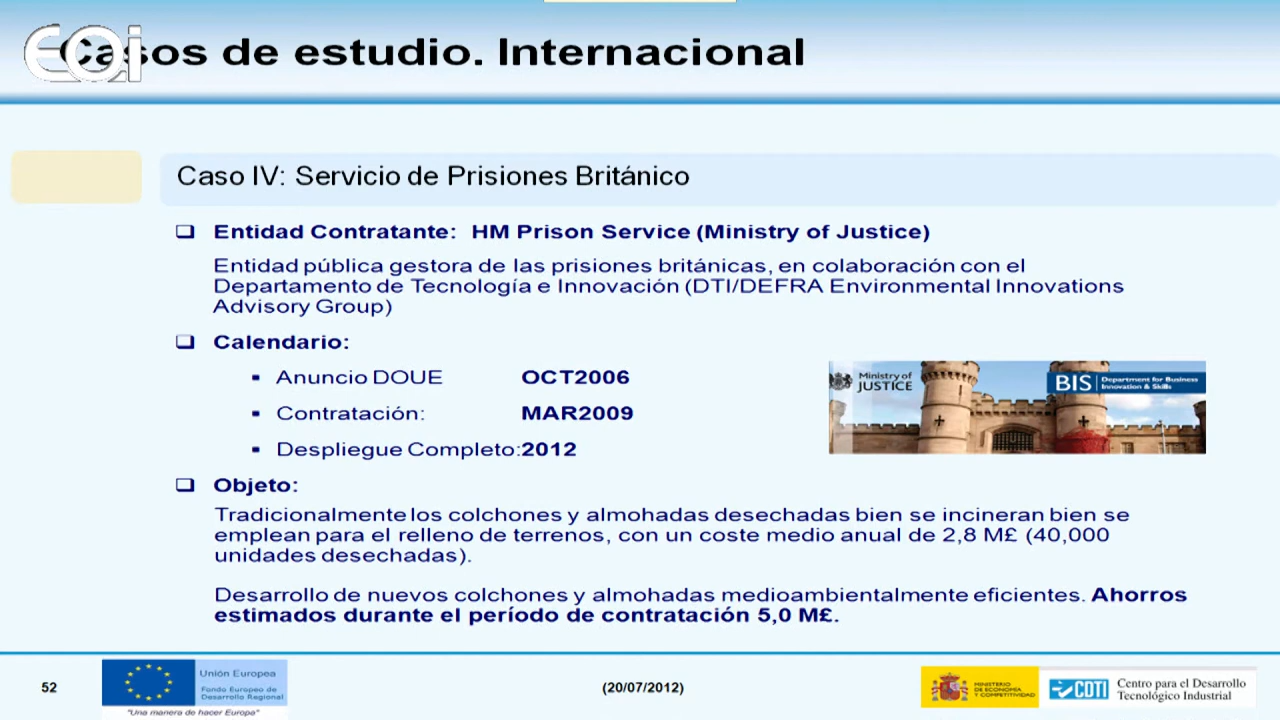 EOi
Casos de estudio. Internacional
Caso IV: Servicio de Prisiones Británico
❑ Entidad Contratante: HM Prison Service (Ministry of Justice)
Entidad pública gestora de las prisiones británicas, en colaboración con el
Departamento de Tecnología e Innovación (DTI/DEFRA Environmental Innovations
Advisory Group)
❑ Calendario:
▪ Anuncio DOUE OCT2006
▪ Contratación: MAR2009
▪ Despliegue Completo:2012
Ministry of
JUSTICE
BIS Department for Business
Innovation & Skills
❑ Objeto:
Tradicionalmente los colchones y almohadas desechadas bien se incineran bien se
emplean para el relleno de terrenos, con un coste medio anual de 2,8 M£ (40,000
unidades desechadas).
Desarrollo de nuevos colchones y almohadas medioambientalmente eficientes. Ahorros
estimados durante el período de contratación 5,0 M£.
52
Unión Europea
Fondo Europeo de
Desarrollo Regional
"Una manera de hacer Europa"
(20/07/2012)
MINISTERIO
DE ECONOMÍA
Y COMPETITIVIDAD
CDTI
Centro para el Desarrollo
Tecnológico Industrial